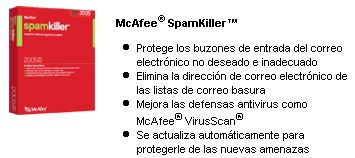 2005
McAfee
spamkiller
2005
McAfee
McAfee® SpamKiller™
● Protege los buzones de entrada del correo
electrónico no deseado e inadecuado
● Elimina la dirección de correo electrónico de
las listas de correo basura
● Mejora las defensas antivirus como
McAfee® VirusScan®
● Se actualiza automáticamente para
protegerle de las nuevas amenazas